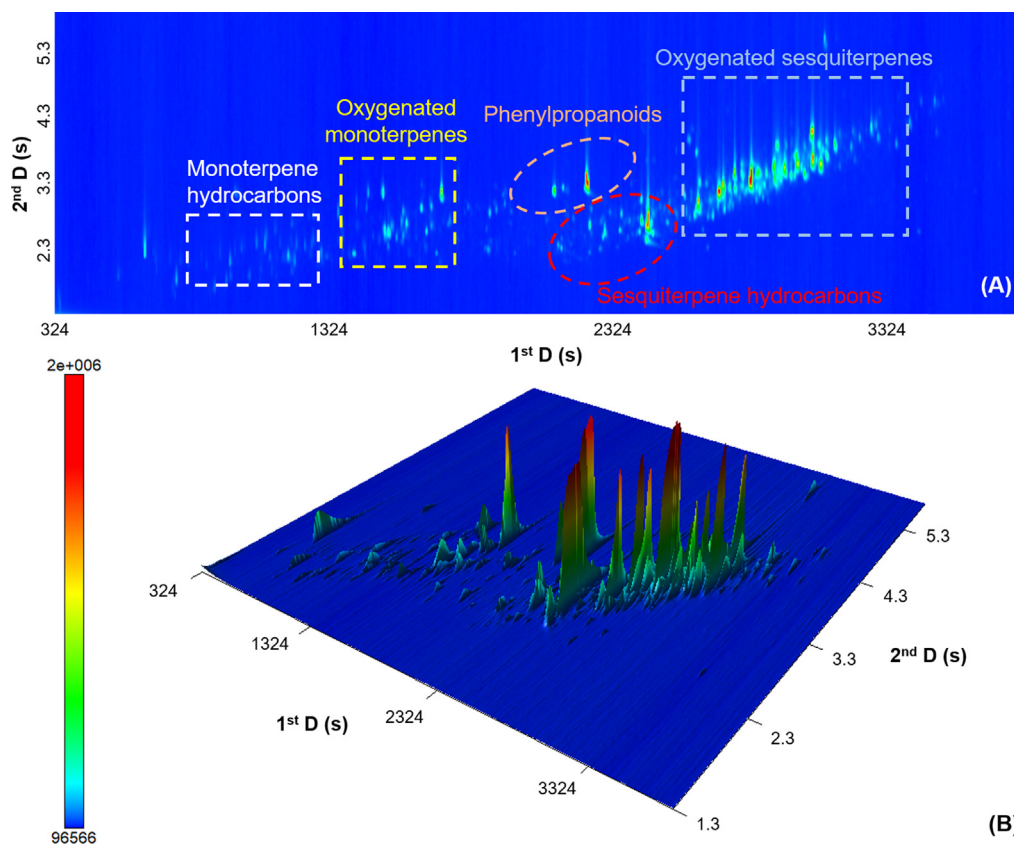 5.3
4.3
3.3
2.3
2ⁿᵈ D (s)
Oxygenated sesquiterpenes
Oxygenated
monoterpenes
Phenylpropanoids
Monoterpene
hydrocarbons
Sesquiterpene hydrocarbons
(A)
324
1324
2324
3324
1ˢᵗ D (s)
2e+006
96566
5.3
4.3
3.3
2.3
1.3
2ⁿᵈ D (s)
324
1324
2324
3324
1ˢᵗ D (s)
(B)